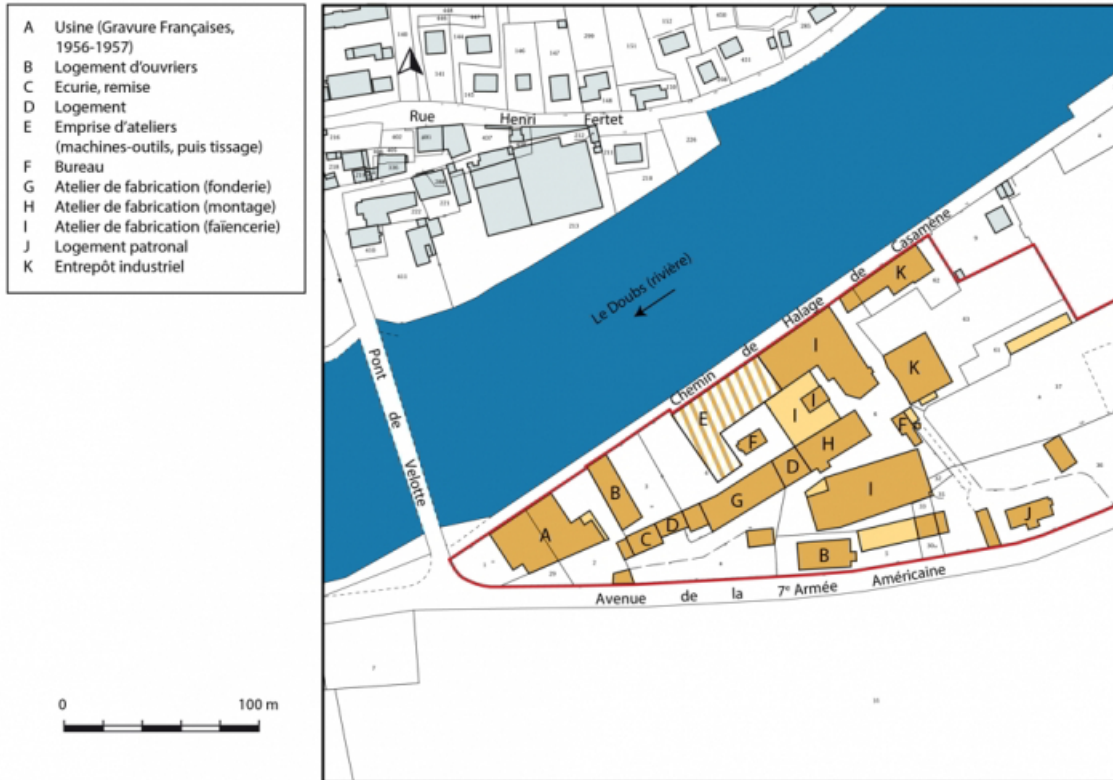 A Usine (Gravure Françaises,
1956-1957)
B Logement d'ouvriers
C Ecurie, remise
D Logement
E Emprise d'ateliers
(machines-outils, puis tissage)
F Bureau
G Atelier de fabrication (fonderie)
H Atelier de fabrication (montage)
I Atelier de fabrication (faïencerie)
J Logement patronal
K Entrepôt industriel
0 100 m
Rue Henri Fertet
Le Doubs (rivière)
Chemin de Halage de Casamène
Pont de Velotte
K
I
K
E
I
I
F
F
H
D
B
G
I
A
D
C
J
B
Avenue de la 7e Armée Américaine